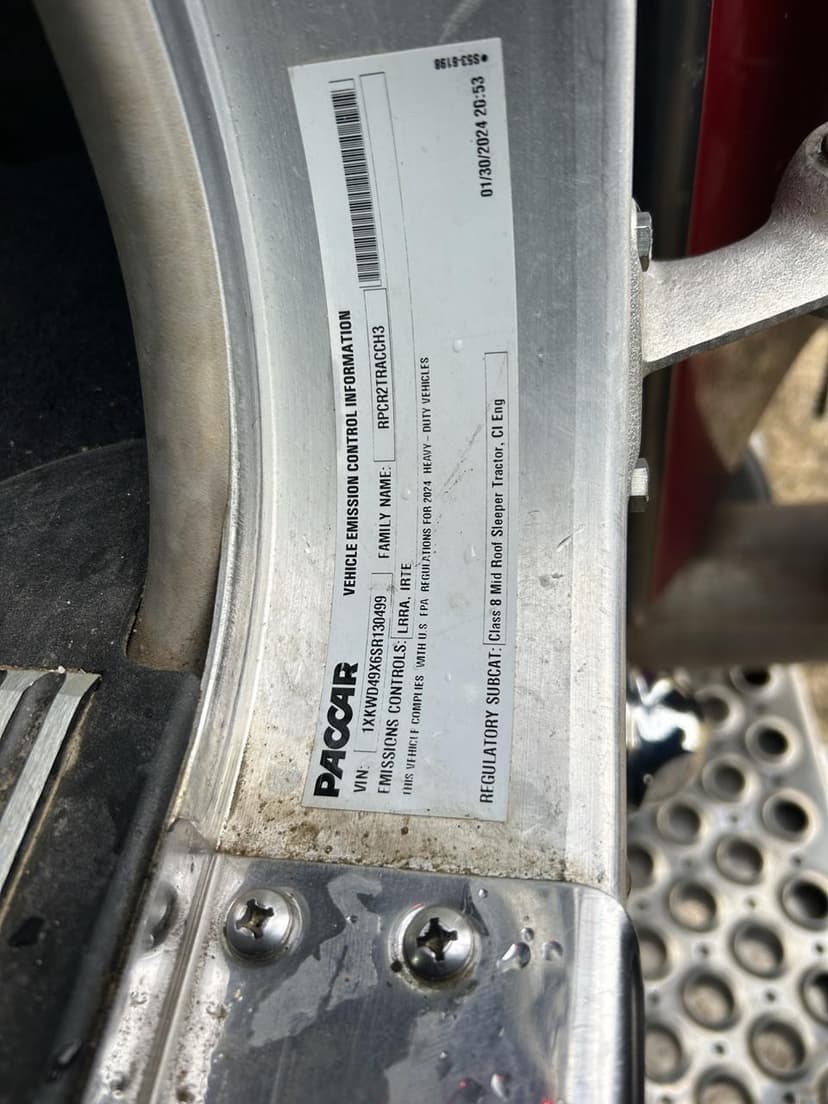 PACCAR VEHICLE EMISSION CONTROL INFORMATION
VIN: 1XKWD49X6SR130499 FAMILY NAME: RPCR2TRACCH3
EMISSIONS CONTROLS: LRRA, IRTE
THIS VEHICLE COMPLIES WITH U.S EPA REGULATIONS FOR 2024 HEAVY-DUTY VEHICLES
REGULATORY SUBCAT: Class 8 Mid Roof Sleeper Tractor, CI Eng
01/30/2024 20:53
S53-6198